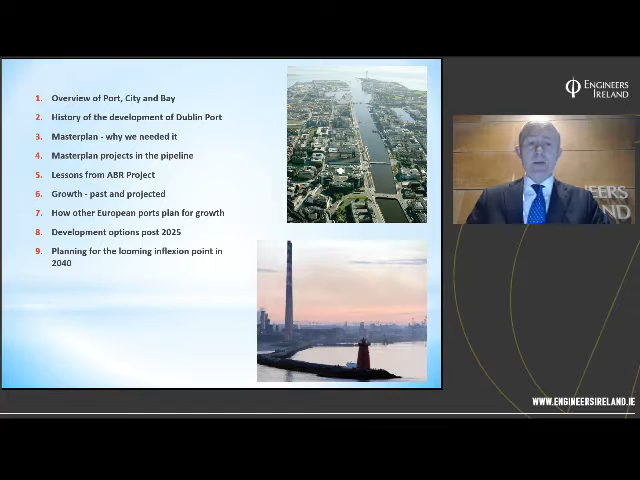 1. Overview of Port, City and Bay
2. History of the development of Dublin Port
3. Masterplan - why we needed it
4. Masterplan projects in the pipeline
5. Lessons from ABR Project
6. Growth - past and projected
7. How other European ports plan for growth
8. Development options post 2025
9. Planning for the looming inflexion point in
2040
ENGINEERS
IRELAND
WWW.ENGINEERSIRELAND.IE